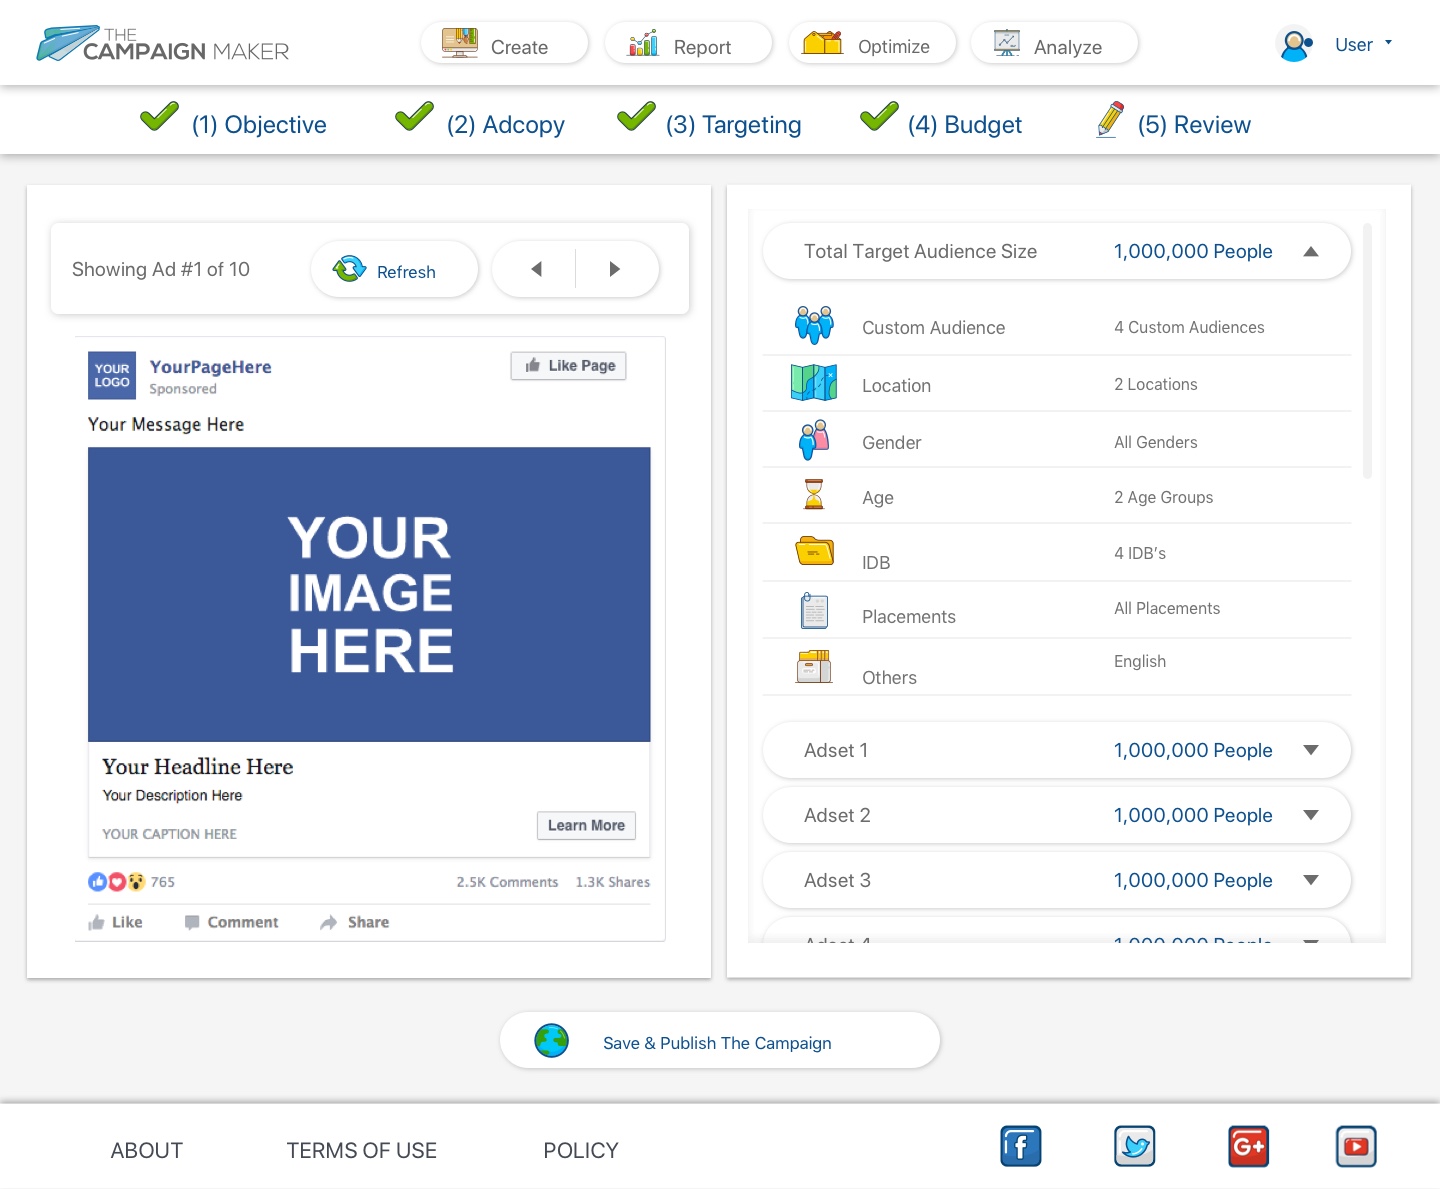 THE
CAMPAIGN MAKER
Create
Report
Optimize
Analyze
User
(1) Objective
(2) Adcopy
(3) Targeting
(4) Budget
(5) Review
Showing Ad #1 of 10
Refresh
YOUR
LOGO
YourPageHere
Sponsored
Like Page
Your Message Here
YOUR
IMAGE
HERE
Your Headline Here
Your Description Here
YOUR CAPTION HERE
Learn More
765
2.5K Comments
1.3K Shares
Like
Comment
Share
Total Target Audience Size
1,000,000 People
Custom Audience
4 Custom Audiences
Location
2 Locations
Gender
All Genders
Age
2 Age Groups
IDB
4 IDB's
Placements
All Placements
Others
English
Adset 1
1,000,000 People
Adset 2
1,000,000 People
Adset 3
1,000,000 People
Adset 4
1,000,000 People
Save & Publish The Campaign
ABOUT
TERMS OF USE
POLICY
f
G+